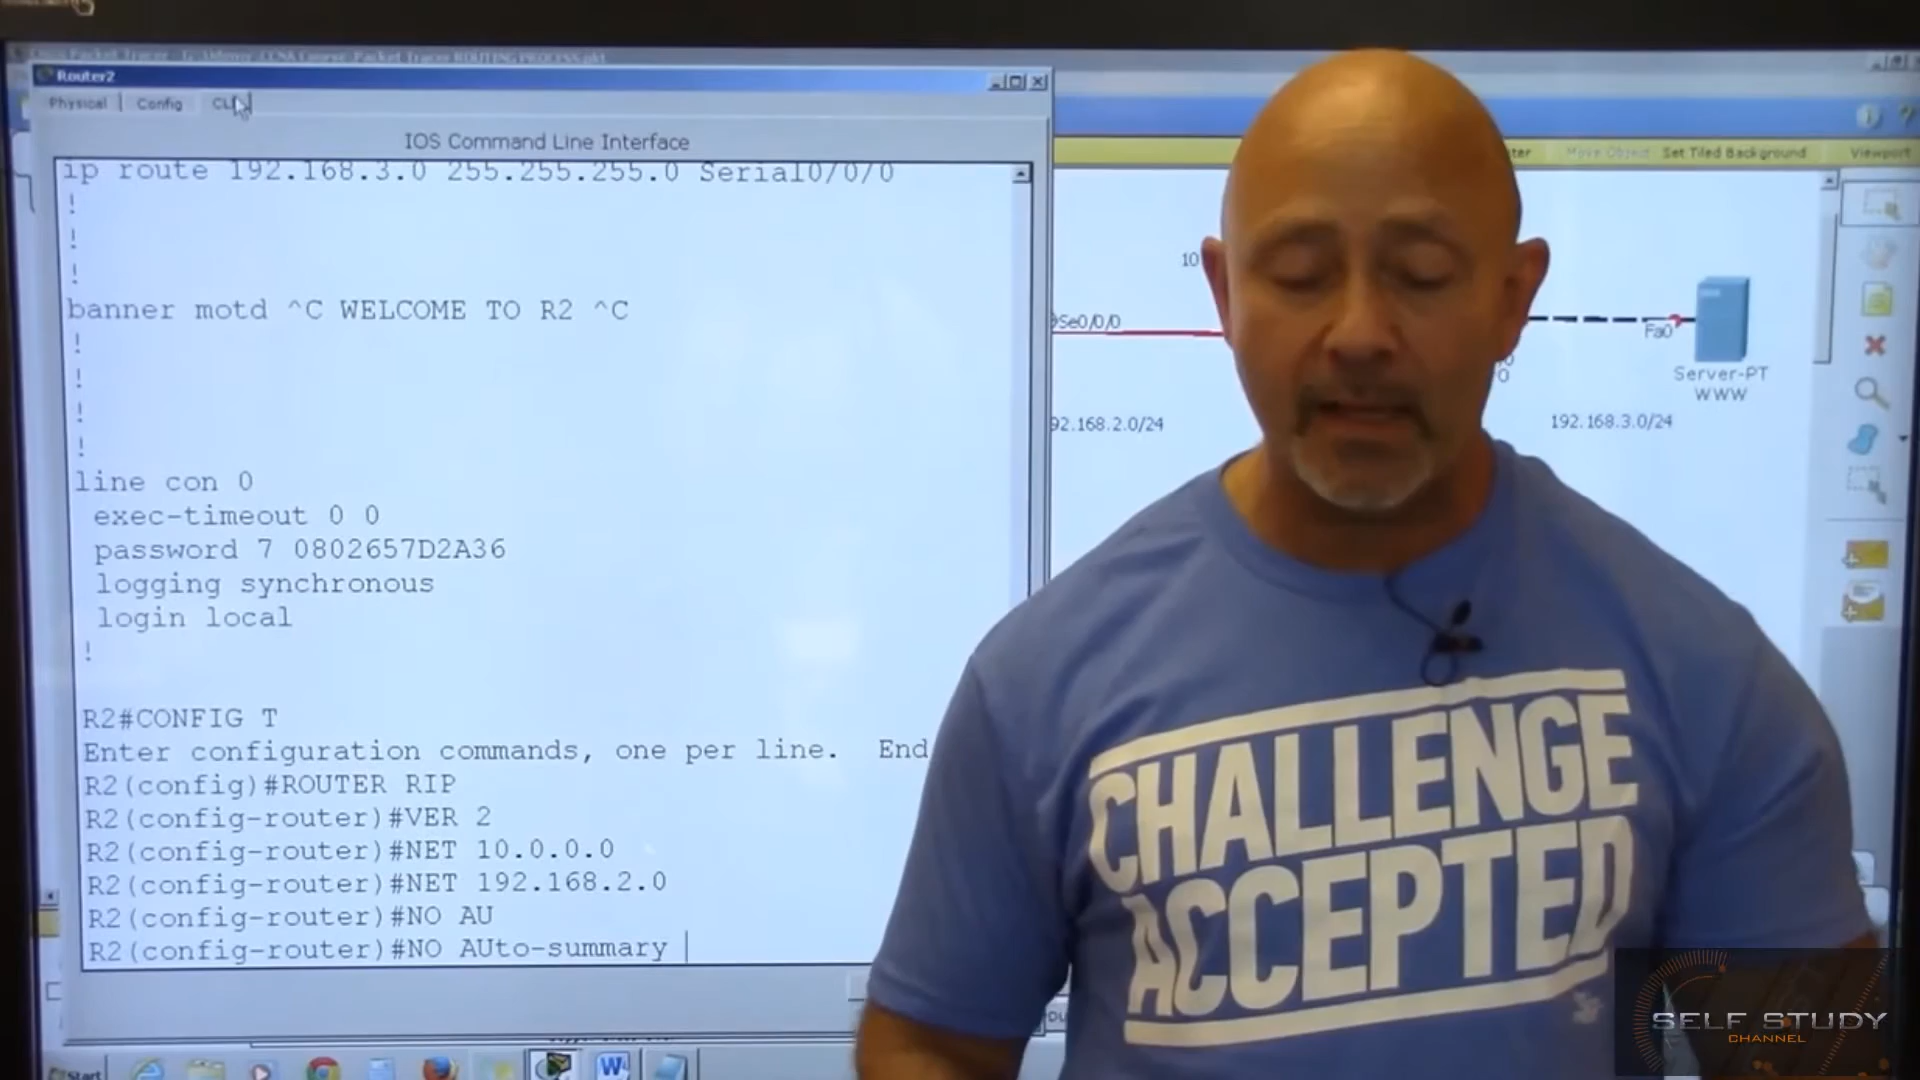 Router2
Physical
Config
CLI
IOS Command Line Interface
ip route 192.168.3.0 255.255.255.0 Serial0/0/0
!
!
!
banner motd ^C WELCOME TO R2 ^C
!
!
!
!
line con 0
exec-timeout 0 0
password 7 0802657D2A36
logging synchronous
login local
!
R2#CONFIG T
Enter configuration commands, one per line. End
R2(config)#ROUTER RIP
R2(config-router)#VER 2
R2(config-router)#NET 10.0.0.0
R2(config-router)#NET 192.168.2.0
R2(config-router)#NO AU
R2(config-router)#NO AUto-summary
Move Object
Set Tiled Background
Viewport
10
Se0/0/0
Fa0
Server-PT
WWW
92.168.2.0/24
192.168.3.0/24
CHALLENGE
ACCEPTED
Start
SELF STUDY
CHANNEL